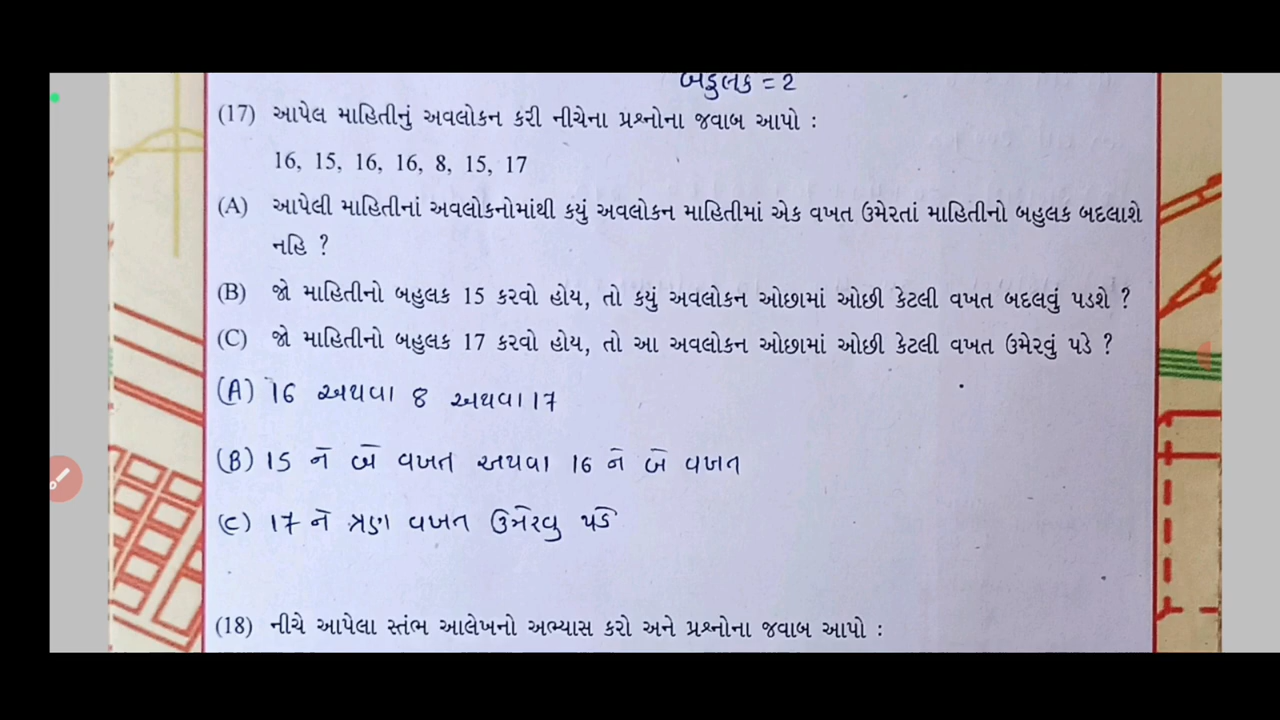 બહુલક = 2
(17) આપેલ માહિતીનું અવલોકન કરી નીચેના પ્રશ્નોના જવાબ આપો :
16, 15, 16, 16, 8, 15, 17
(A) આપેલી માહિતીનાં અવલોકનોમાંથી કયું અવલોકન માહિતીમાં એક વખત ઉમેરતાં માહિતીનો બહુલક બદલાશે
નહિ ?
(B) જો માહિતીનો બહુલક 15 કરવો હોય, તો કયું અવલોકન ઓછામાં ઓછી કેટલી વખત બદલવું પડશે ?
(C) જો માહિતીનો બહુલક 17 કરવો હોય, તો આ અવલોકન ઓછામાં ઓછી કેટલી વખત ઉમેરવું પડે ?
(A) 16 અથવા 8 અથવા 17
(B) 15 ને બે વખત અથવા 16 ને બે વખત
(C) 17 ને ત્રણ વખત ઉમેરવુ પડે
(18) નીચે આપેલા સ્તંભ આલેખનો અભ્યાસ કરો અને પ્રશ્નોના જવાબ આપો :